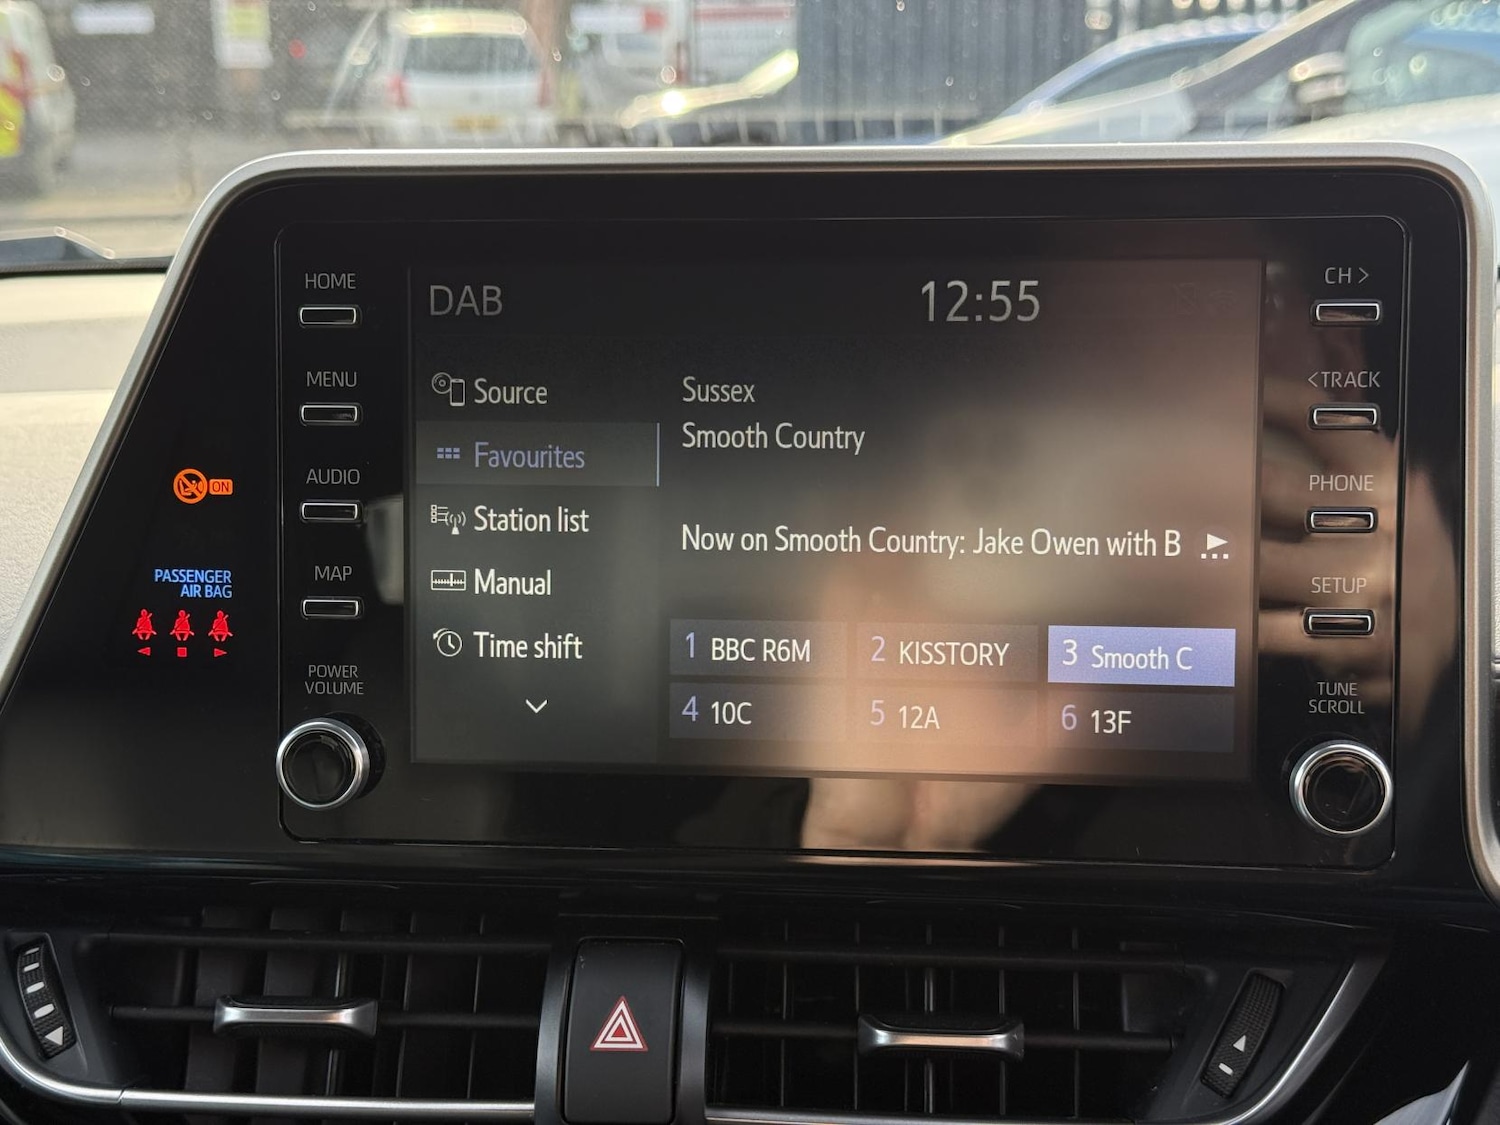 HOME
MENU
AUDIO
MAP
POWER
VOLUME
ON
PASSENGER
AIR BAG
DAB
12:55
Source
Favourites
Station list
Manual
Time shift
Sussex
Smooth Country
Now on Smooth Country: Jake Owen with B
1 BBC R6M
2 KISSTORY
3 Smooth C
4 10C
5 12A
6 13F
CH >
< TRACK
PHONE
SETUP
TUNE
SCROLL